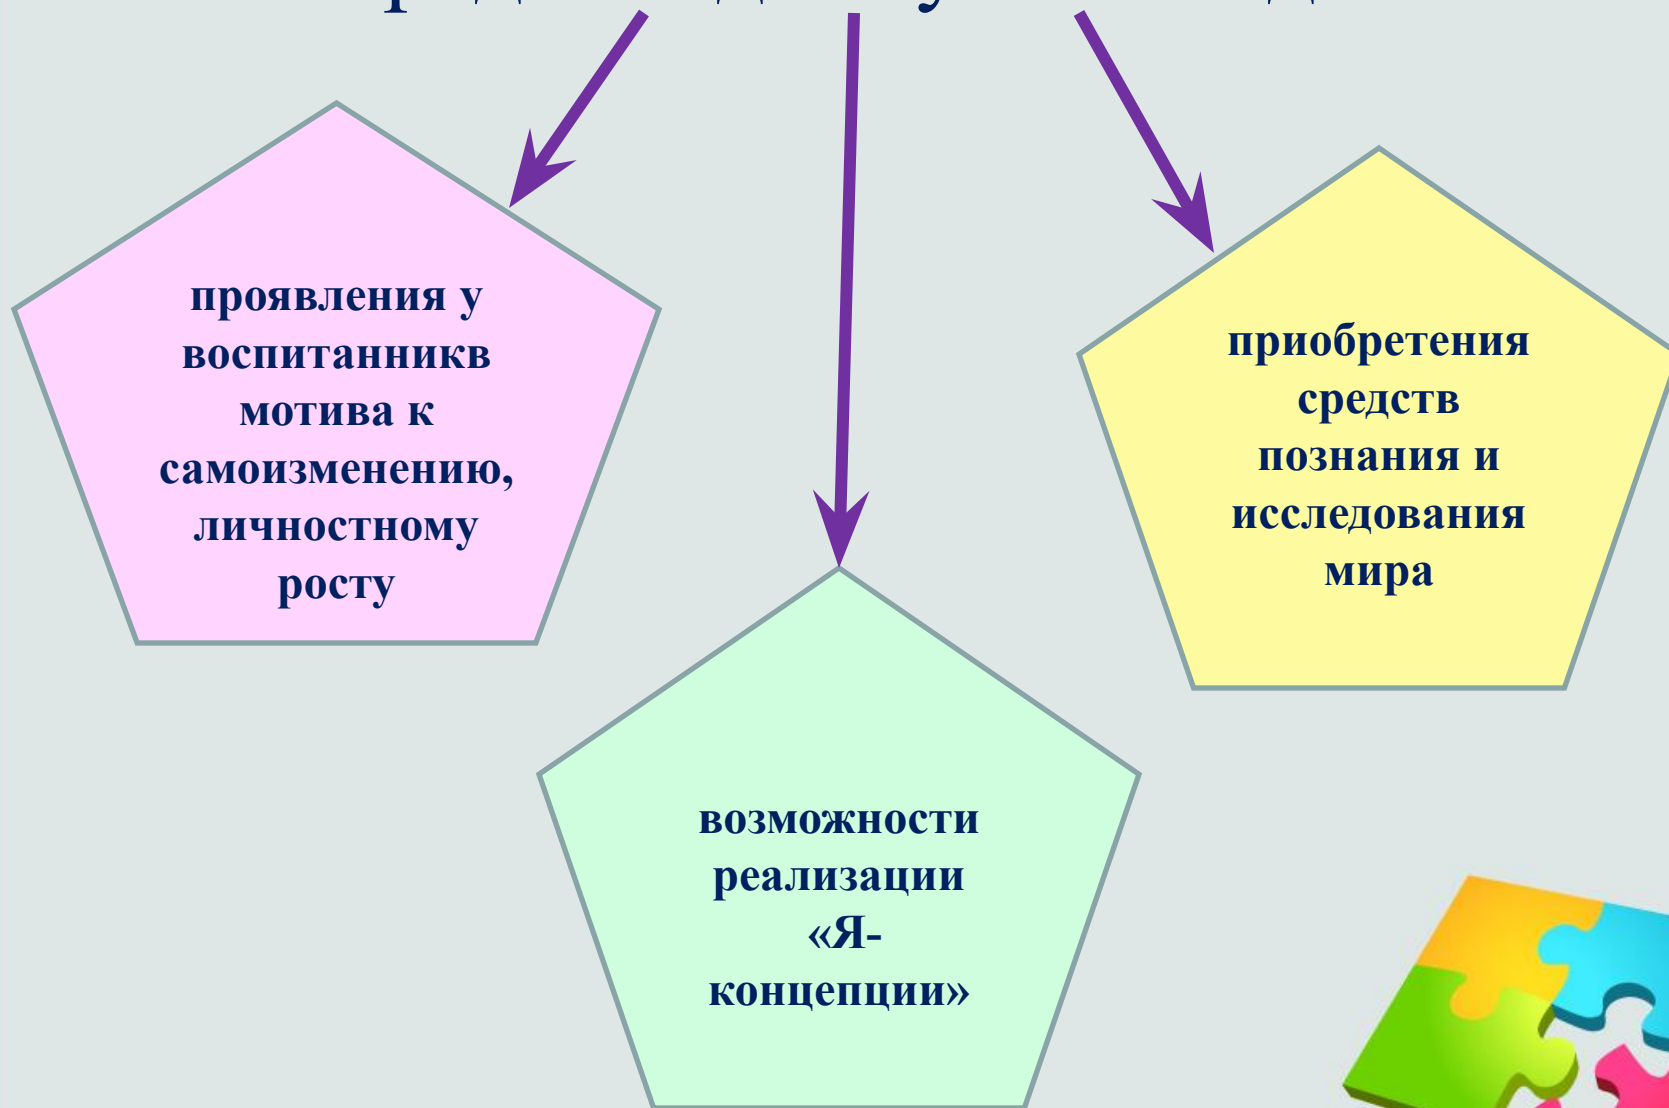 проявления у
воспитанникв
мотива к
самоизменению,
личностному
росту
приобретения
средств
познания и
исследования
мира
возможности
реализации
«Я-
концепции»